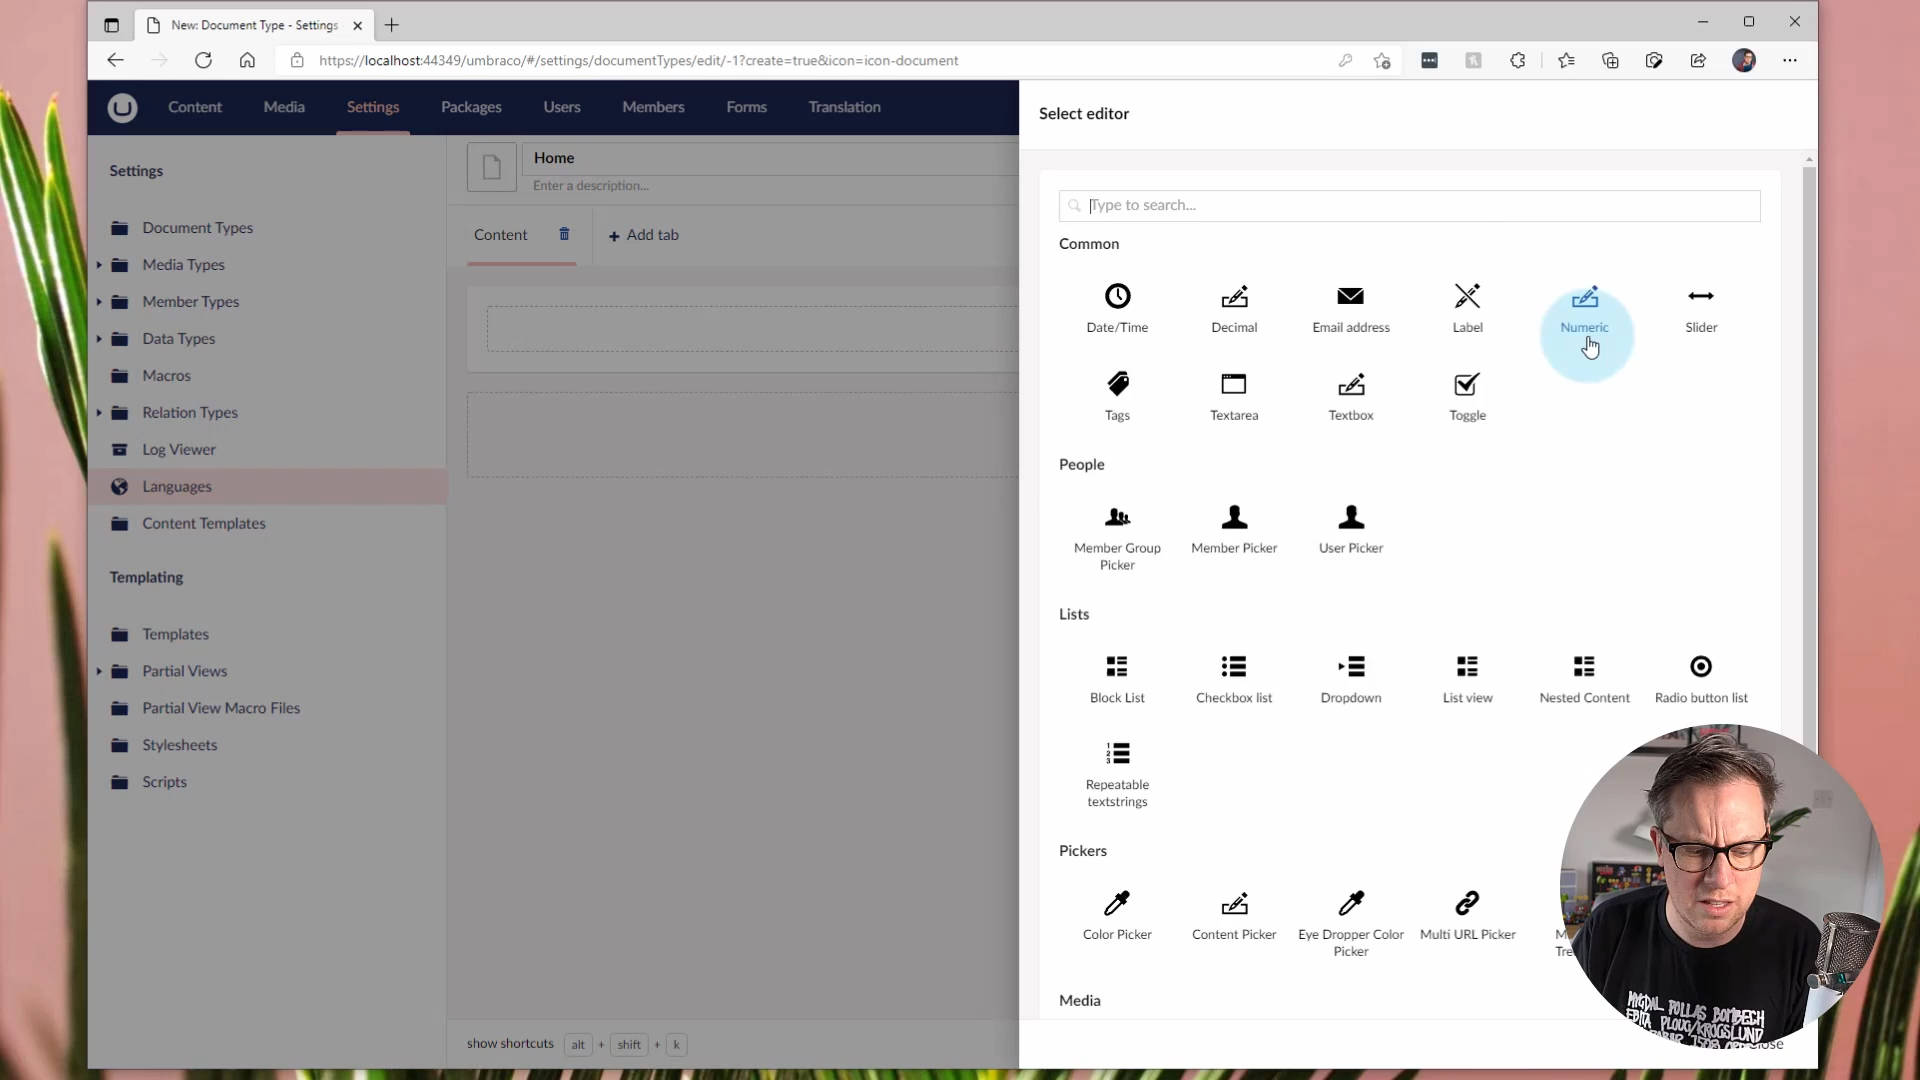 New: Document Type - Settings
https://localhost:44349/umbraco/#/settings/documentTypes/edit/-1?create=true&icon=icon-document
Content Media Settings Packages Users Members Forms Translation
Select editor
Settings
Document Types
Media Types
Member Types
Data Types
Macros
Relation Types
Log Viewer
Languages
Content Templates
Templating
Templates
Partial Views
Partial View Macro Files
Stylesheets
Scripts
Home
Enter a description...
Content
Add tab
show shortcuts alt + shift + k
Type to search...
Common
Date/Time Decimal Email address Label Numeric Slider
Tags Textarea Textbox Toggle
People
Member Group Picker Member Picker User Picker
Lists
Block List Checkbox list Dropdown List view Nested Content Radio button list
Repeatable
textstrings
Pickers
Color Picker Content Picker Eye Dropper Color Picker Multi URL Picker
Media
MYGDAL POLLAS BOMBECH
EDITA PLOUG/KROGSLUND